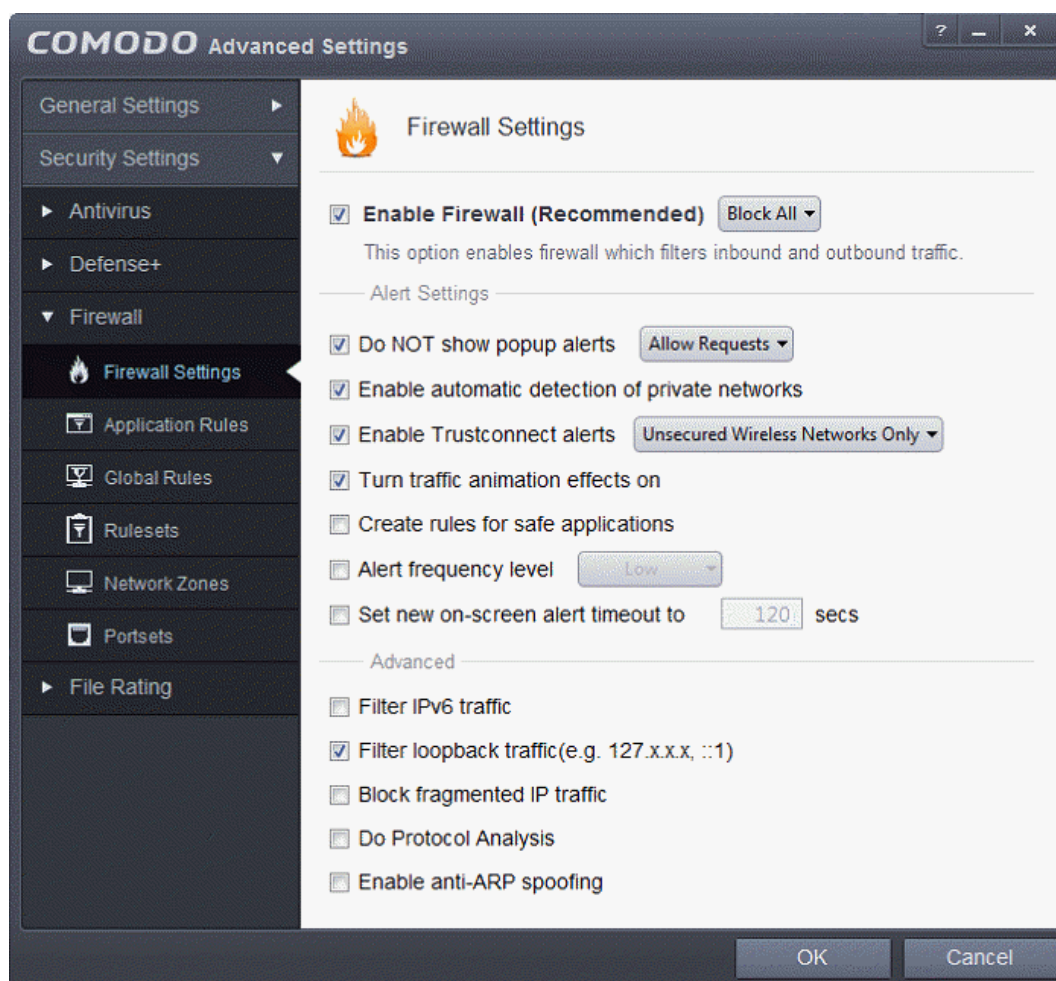 COMODO Advanced Settings
?
General Settings
Security Settings
Antivirus
Defense+
Firewall
Firewall Settings
Application Rules
Global Rules
Rulesets
Network Zones
Portsets
File Rating
Firewall Settings
Enable Firewall (Recommended) Block All
This option enables firewall which filters inbound and outbound traffic.
Alert Settings
Do NOT show popup alerts Allow Requests
Enable automatic detection of private networks
Enable Trustconnect alerts Unsecured Wireless Networks Only
Turn traffic animation effects on
Create rules for safe applications
Alert frequency level Low
Set new on-screen alert timeout to 120 secs
Advanced
Filter IPv6 traffic
Filter loopback traffic(e.g. 127.x.x.x, ::1)
Block fragmented IP traffic
Do Protocol Analysis
Enable anti-ARP spoofing
OK Cancel